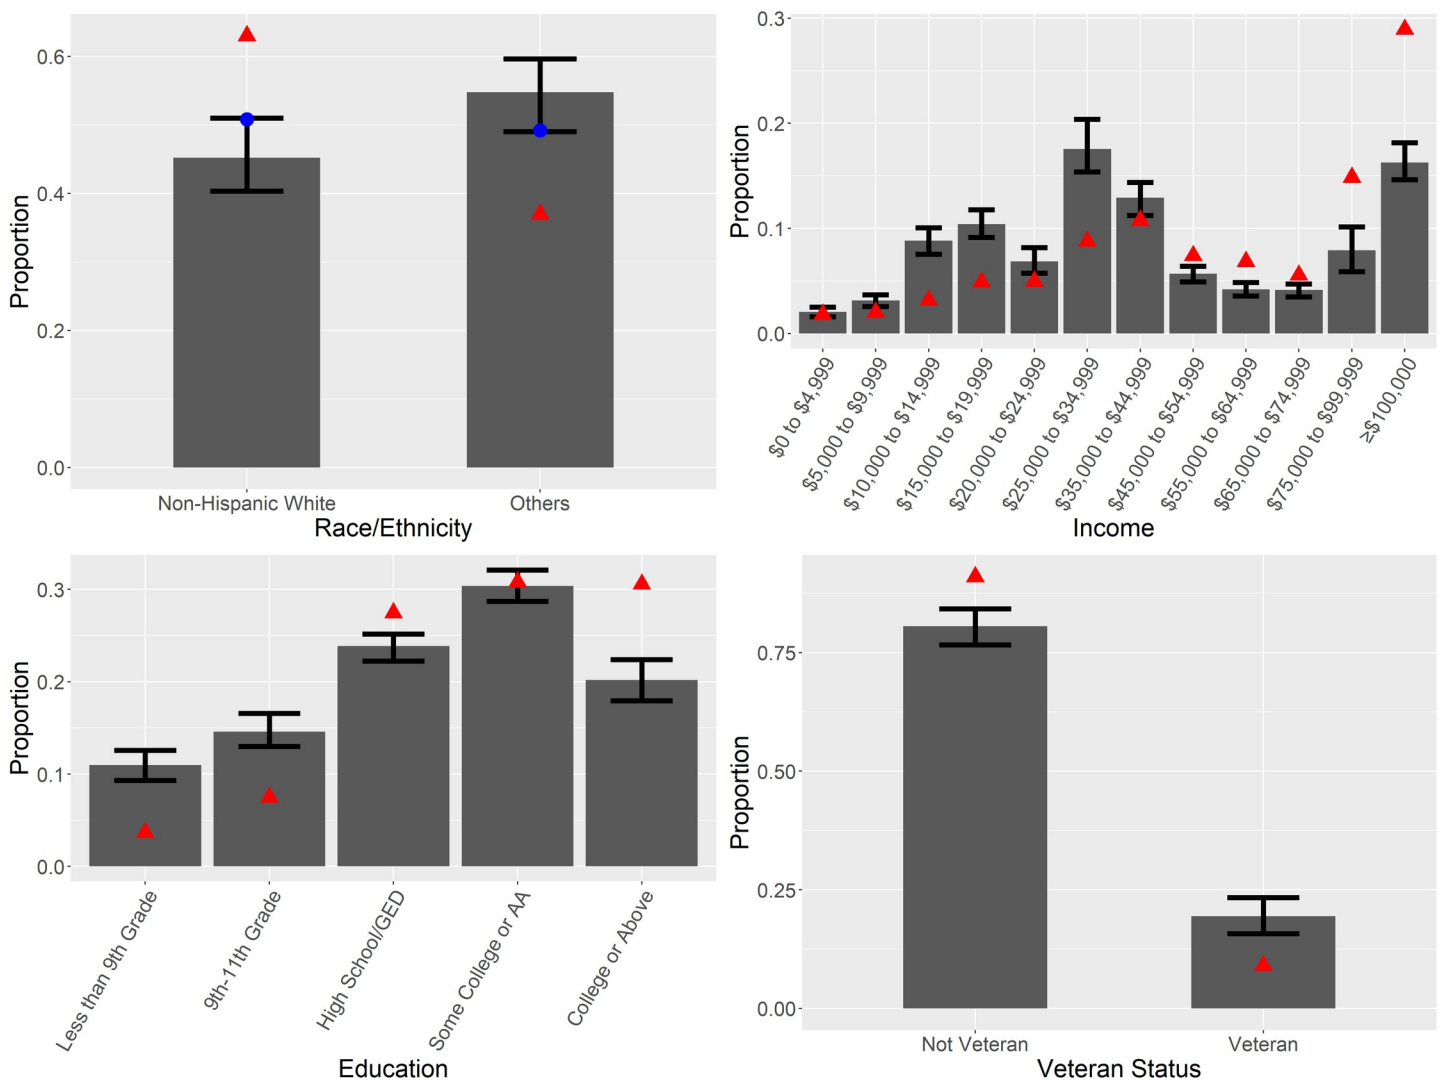 Proportion
0.6
0.4
0.2
0.0
Non-Hispanic White
Others
Race/Ethnicity
Proportion
0.3
0.2
0.1
0.0
$0 to $4,999
$5,000 to $9,999
$10,000 to $14,999
$15,000 to $19,999
$20,000 to $24,999
$25,000 to $34,999
$35,000 to $44,999
$45,000 to $54,999
$55,000 to $64,999
$65,000 to $74,999
$75,000 to $99,999
≥$100,000
Income
Proportion
0.3
0.2
0.1
0.0
Less than 9th Grade
9th-11th Grade
High School/GED
Some College or AA
College or Above
Education
Proportion
0.75
0.50
0.25
0.00
Not Veteran
Veteran
Veteran Status